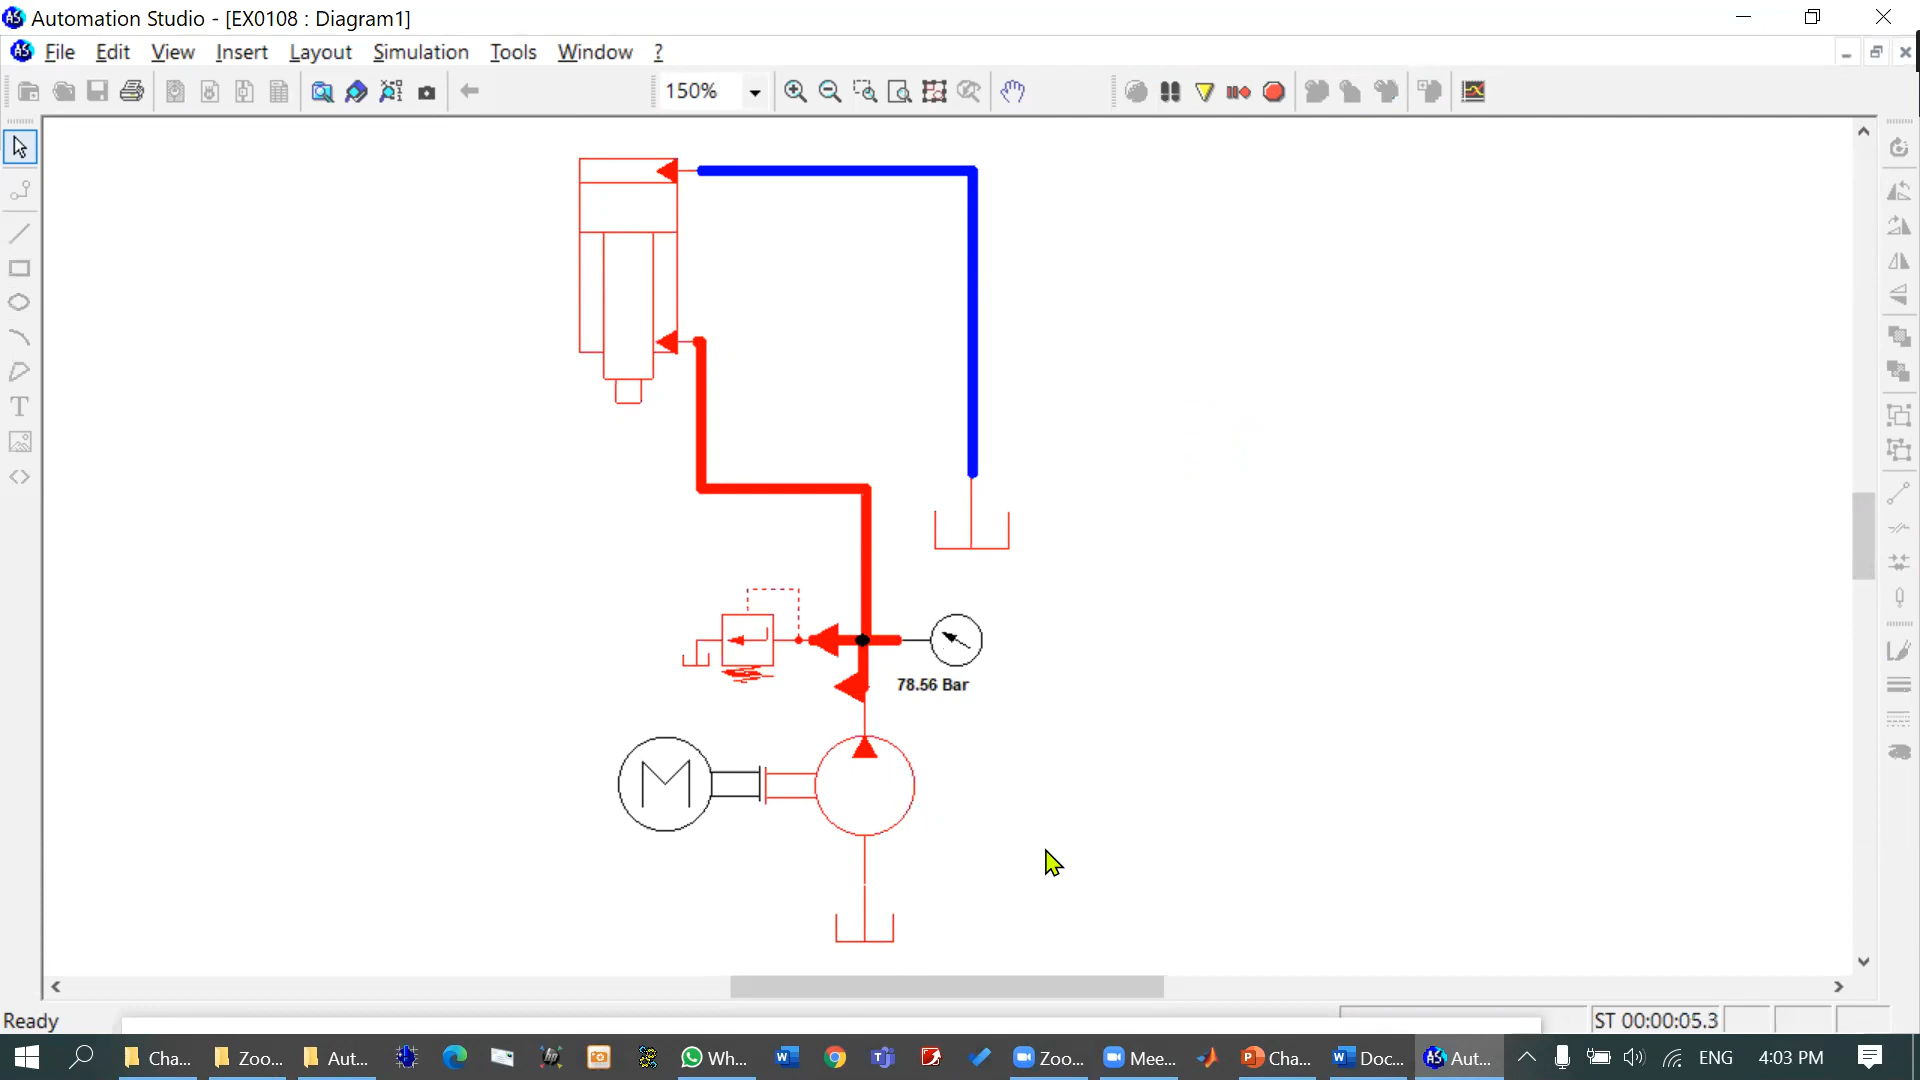 Automation Studio - [EX0108 : Diagram1]
File Edit View Insert Layout Simulation Tools Window ?
150%
T
78.56 Bar
M
Ready
ST 00:00:05.3
Cha... Zoo... Aut... Wh... Zoo... Mee... Cha... Doc... Aut... ENG 4:03 PM